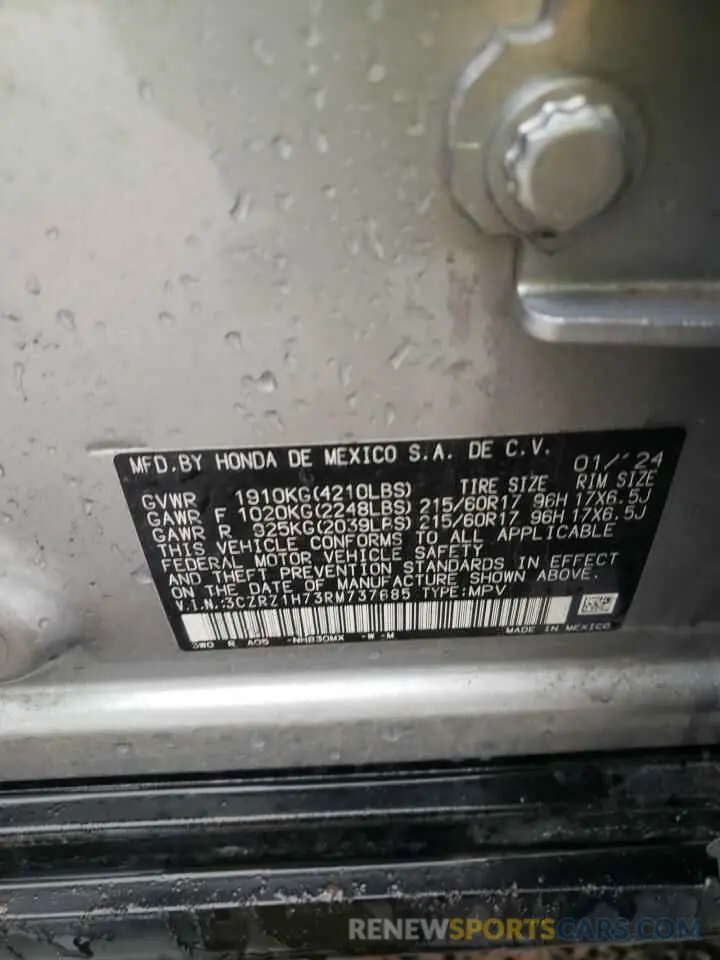 MFD. BY HONDA DE MEXICO S.A. DE C.V. 01/'24
TIRE SIZE RIM SIZE
GVWR 1910KG(4210LBS)
GAWR F 1020KG(2248LBS) 215/60R17 96H 17X6.5J
GAWR R 925KG(2039LBS) 215/60R17 96H 17X6.5J
THIS VEHICLE CONFORMS TO ALL APPLICABLE
FEDERAL MOTOR VEHICLE SAFETY
AND THEFT PREVENTION STANDARDS IN EFFECT
ON THE DATE OF MANUFACTURE SHOWN ABOVE.
V.I.N.:3CZRZ1H73RM737685 TYPE:MPV
3W0 R A05 -W-M
MADE IN MEXICO
RENEWSPORTSCARS.COM